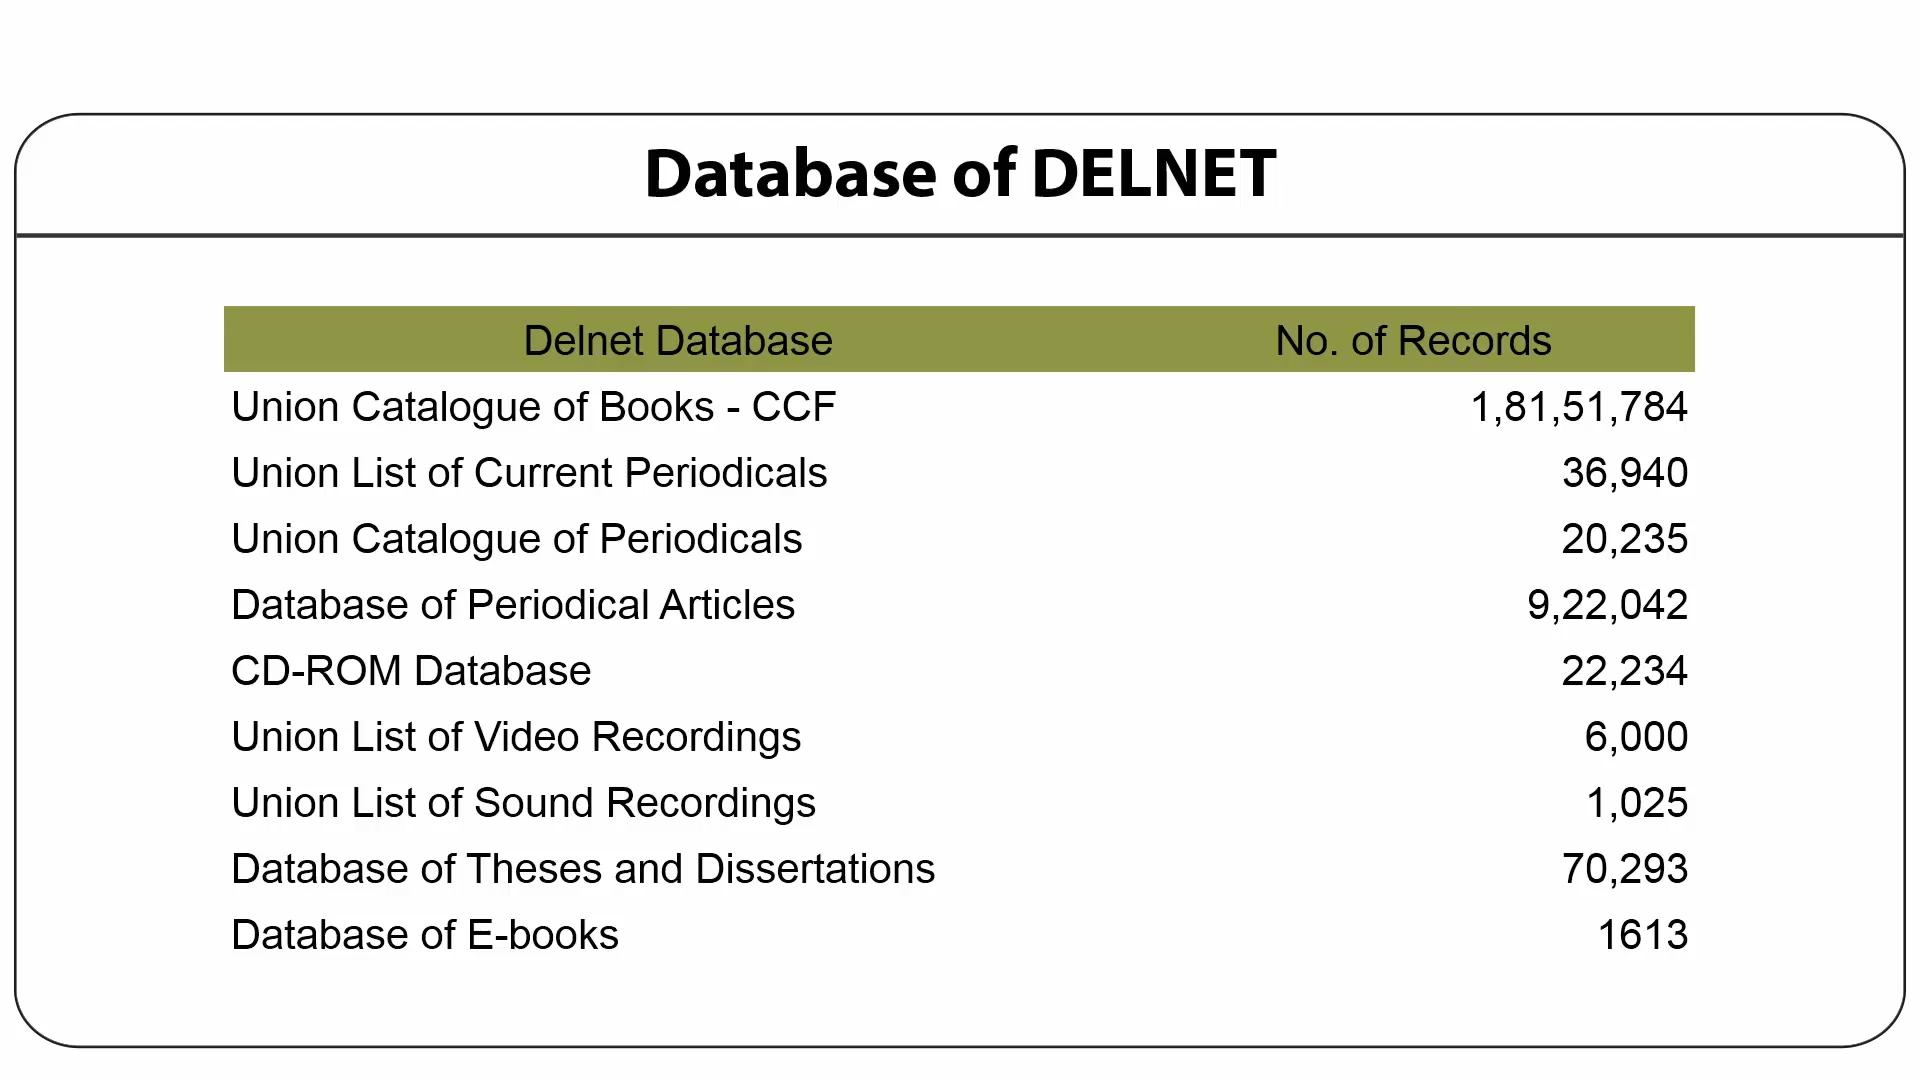 Database of DELNET
Delnet Database No. of Records
Union Catalogue of Books - CCF 1,81,51,784
Union List of Current Periodicals 36,940
Union Catalogue of Periodicals 20,235
Database of Periodical Articles 9,22,042
CD-ROM Database 22,234
Union List of Video Recordings 6,000
Union List of Sound Recordings 1,025
Database of Theses and Dissertations 70,293
Database of E-books 1613